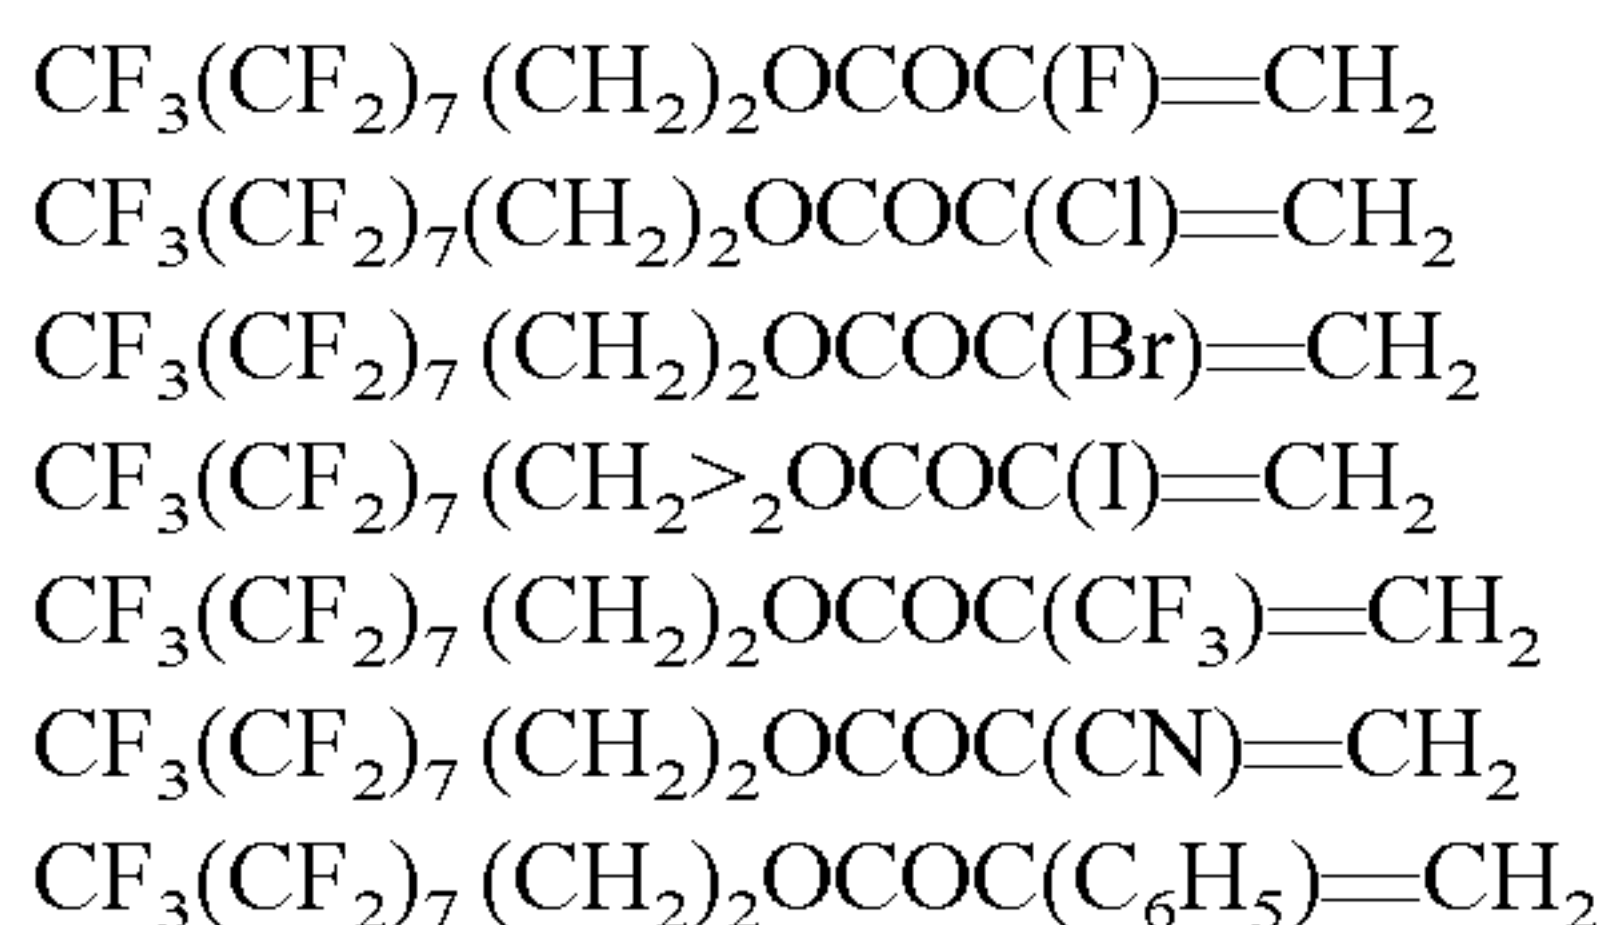 CF₃(CF₂)₇ (CH₂)₂OCOC(F)═CH₂
CF₃(CF₂)₇(CH₂)₂OCOC(Cl)═CH₂
CF₃(CF₂)₇ (CH₂)₂OCOC(Br)═CH₂
CF₃(CF₂)₇ (CH₂>₂OCOC(I)═CH₂
CF₃(CF₂)₇ (CH₂)₂OCOC(CF₃)═CH₂
CF₃(CF₂)₇ (CH₂)₂OCOC(CN)═CH₂
CF₃(CF₂)₇ (CH₂)₂OCOC(C₆H₅)═CH₂